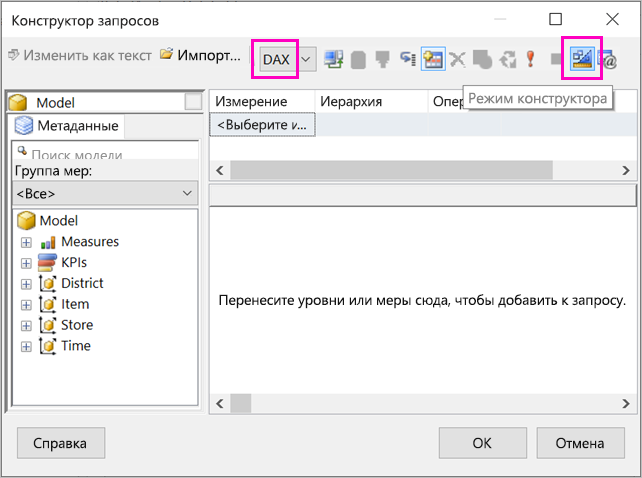 Конструктор запросов
Изменить как текст Импорт... DAX
Режим конструктора
Model
Метаданные
Поиск модели
Группа мер:
<Все>
Model
Measures
KPIs
District
Item
Store
Time
Измерение Иерархия Опер
<Выберите и...
Перенесите уровни или меры сюда, чтобы добавить к запросу.
Справка ОК Отмена